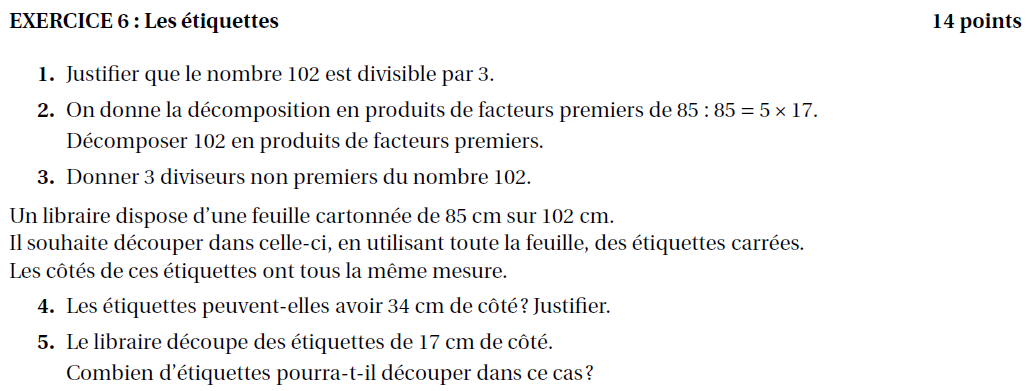 EXERCICE 6 : Les étiquettes 14 points
1. Justifier que le nombre 102 est divisible par 3.
2. On donne la décomposition en produits de facteurs premiers de 85 : 85 = 5 × 17.
Décomposer 102 en produits de facteurs premiers.
3. Donner 3 diviseurs non premiers du nombre 102.
Un libraire dispose d'une feuille cartonnée de 85 cm sur 102 cm.
Il souhaite découper dans celle-ci, en utilisant toute la feuille, des étiquettes carrées.
Les côtés de ces étiquettes ont tous la même mesure.
4. Les étiquettes peuvent-elles avoir 34 cm de côté? Justifier.
5. Le libraire découpe des étiquettes de 17 cm de côté.
Combien d'étiquettes pourra-t-il découper dans ce cas?